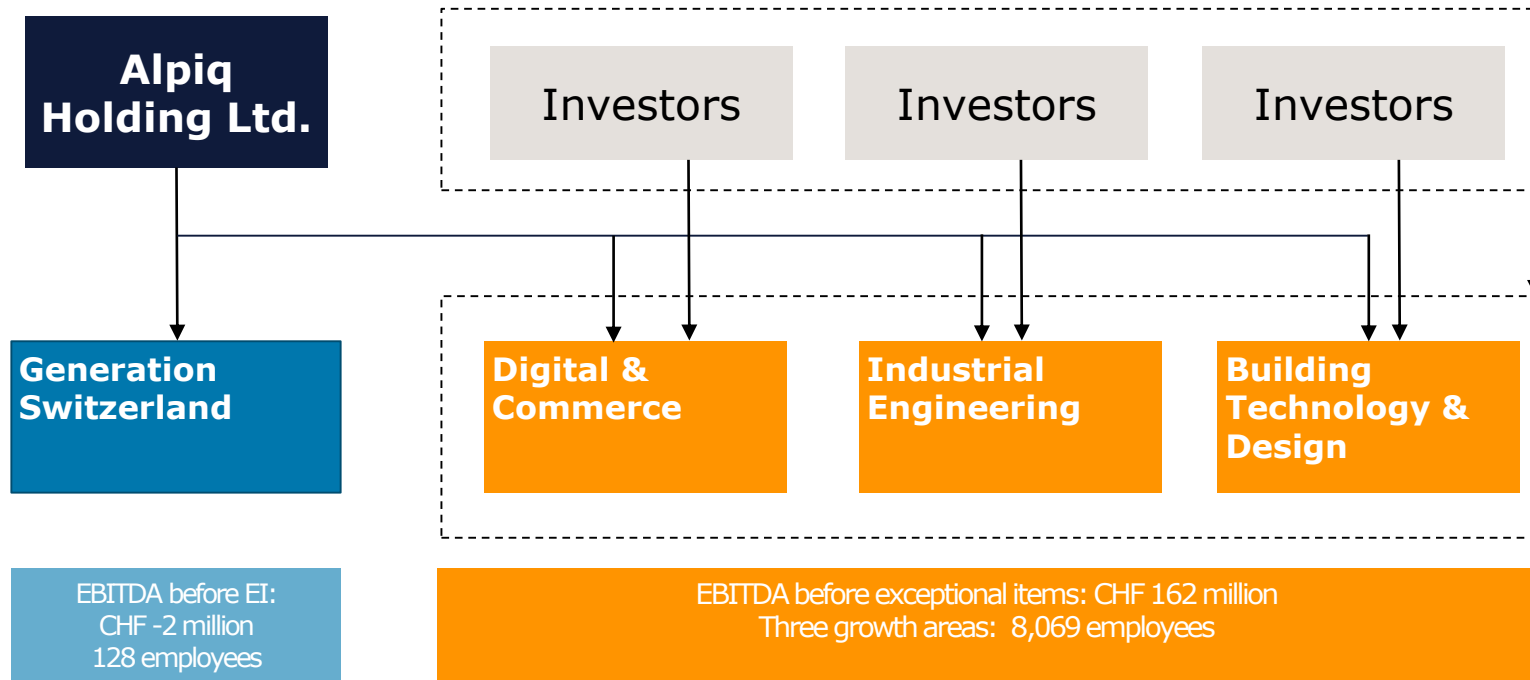 Alpiq
Holding Ltd.
Investors
Investors
Investors
Generation
Switzerland
Digital &
Commerce
Industrial
Engineering
Building
Technology &
Design
EBITDA before EI:
CHF -2 million
128 employees
EBITDA before exceptional items: CHF 162 million
Three growth areas: 8,069 employees